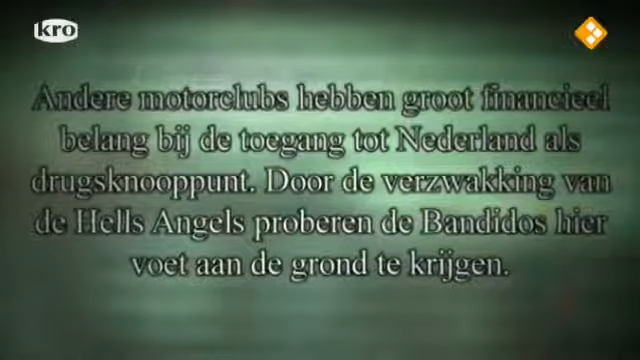 kro
Andere motorclubs hebben groot financieel
belang bij de toegang tot Nederland als
drugsknooppunt. Door de verzwakking van
de Hells Angels proberen de Bandidos hier
voet aan de grond te krijgen.